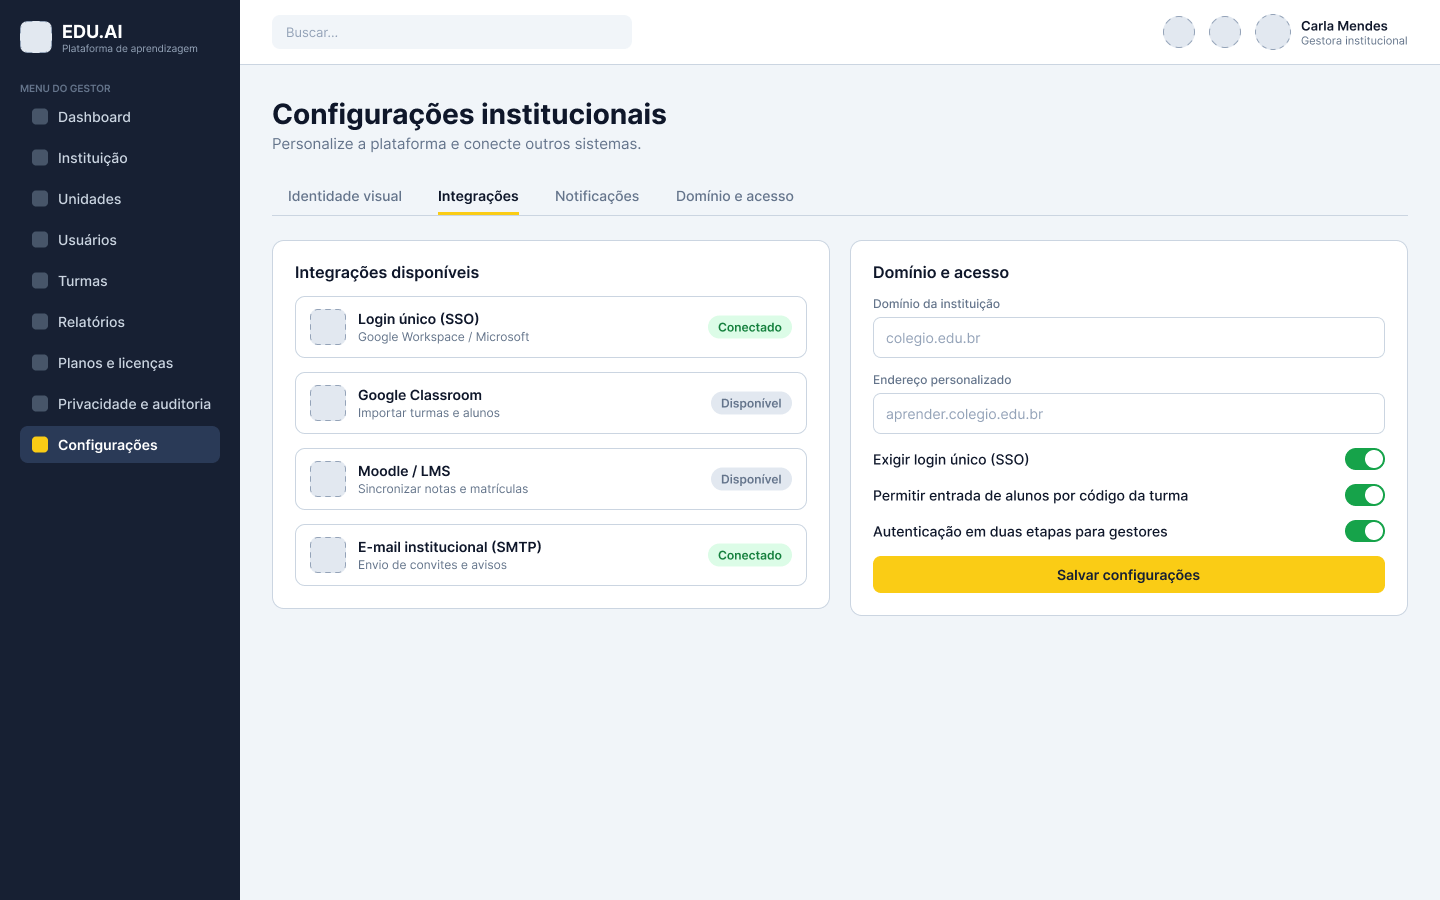 EDU.AI
Plataforma de aprendizagem
MENU DO GESTOR
Dashboard
Instituição
Unidades
Usuários
Turmas
Relatórios
Planos e licenças
Privacidade e auditoria
Configurações
Buscar...
Carla Mendes
Gestora institucional
Configurações institucionais
Personalize a plataforma e conecte outros sistemas.
Identidade visual
Integrações
Notificações
Domínio e acesso
Integrações disponíveis
Login único (SSO)
Google Workspace / Microsoft
Conectado
Google Classroom
Importar turmas e alunos
Disponível
Moodle / LMS
Sincronizar notas e matrículas
Disponível
E-mail institucional (SMTP)
Envio de convites e avisos
Conectado
Domínio e acesso
Domínio da instituição
colegio.edu.br
Endereço personalizado
aprender.colegio.edu.br
Exigir login único (SSO)
Permitir entrada de alunos por código da turma
Autenticação em duas etapas para gestores
Salvar configurações